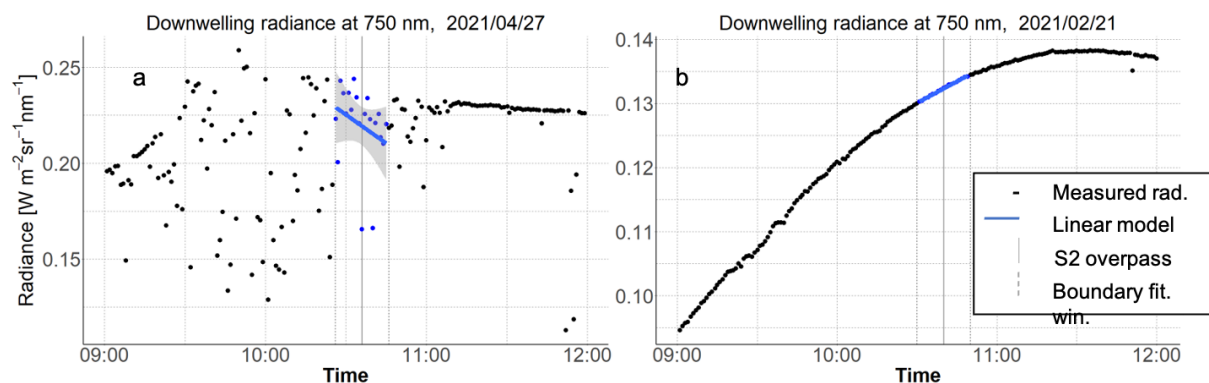 Downwelling radiance at 750 nm, 2021/04/27
Downwelling radiance at 750 nm, 2021/02/21
Radiance [W m⁻²sr⁻¹nm⁻¹]
a
0.25
0.20
0.15
09:00
10:00
11:00
12:00
Time
b
0.14
0.13
0.12
0.11
0.10
09:00
10:00
11:00
12:00
Time
Measured rad.
Linear model
S2 overpass
Boundary fit.
win.